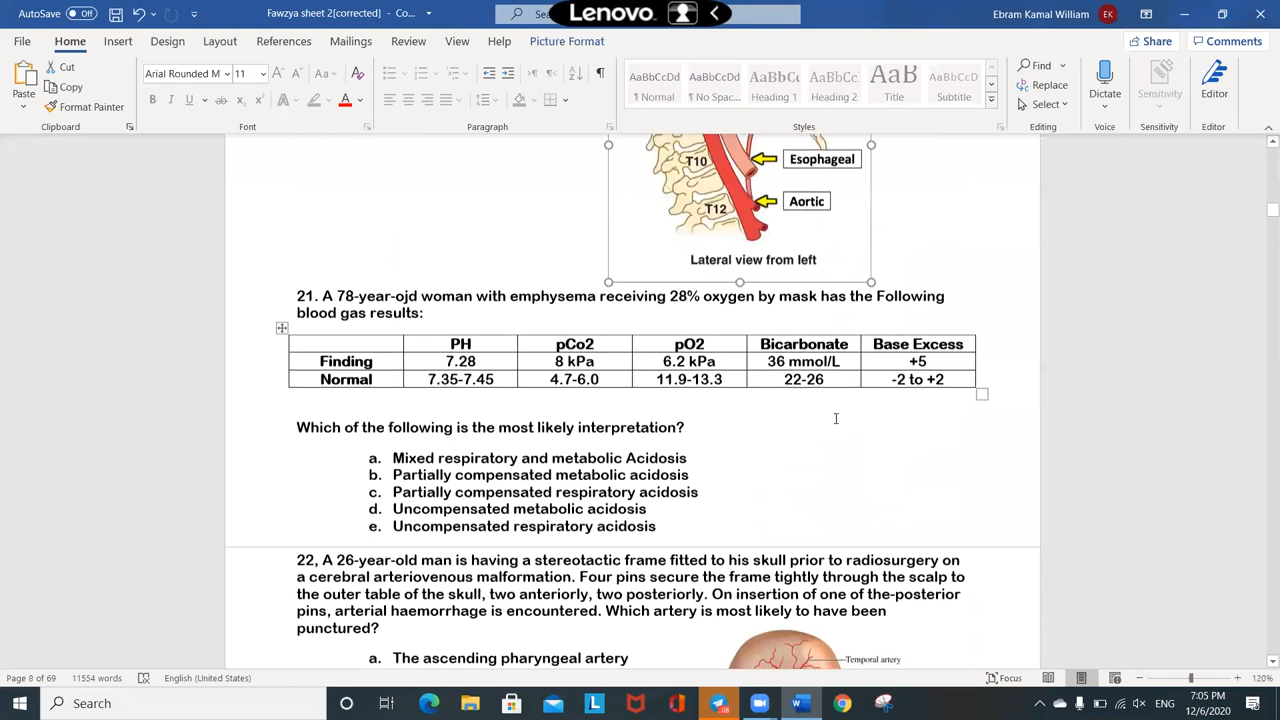 AutoSave Off
Fawzya sheet 2[corrected]
Lenovo
Ebram Kamal William
EK
File Home Insert Design Layout References Mailings Review View Help Picture Format
Share
Comments
Paste
Cut
Copy
Format Painter
Arial Rounded M
11
AaBbCcDd
¶ Normal
AaBbCcDd
¶ No Spac...
AaBbCc
Heading 1
AaBbCcD
Heading 2
AaB
Title
AaBbCcD
Subtitle
Find
Replace
Select
Dictate
Sensitivity
Editor
Clipboard
Font
Paragraph
Styles
Editing
Voice
Sensitivity
Editor
T10
Esophageal
Aortic
T12
Lateral view from left
21. A 78-year-ojd woman with emphysema receiving 28% oxygen by mask has the Following
blood gas results:
PH pCo2 pO2 Bicarbonate Base Excess
Finding 7.28 8 kPa 6.2 kPa 36 mmol/L +5
Normal 7.35-7.45 4.7-6.0 11.9-13.3 22-26 -2 to +2
Which of the following is the most likely interpretation?
a. Mixed respiratory and metabolic Acidosis
b. Partially compensated metabolic acidosis
c. Partially compensated respiratory acidosis
d. Uncompensated metabolic acidosis
e. Uncompensated respiratory acidosis
22, A 26-year-old man is having a stereotactic frame fitted to his skull prior to radiosurgery on
a cerebral arteriovenous malformation. Four pins secure the frame tightly through the scalp to
the outer table of the skull, two anteriorly, two posteriorly. On insertion of one of the-posterior
pins, arterial haemorrhage is encountered. Which artery is most likely to have been
punctured?
a. The ascending pharyngeal artery
Temporal artery
Page 8 of 69
11554 words
English (United States)
Focus
120%
Search
7:05 PM
12/6/2020